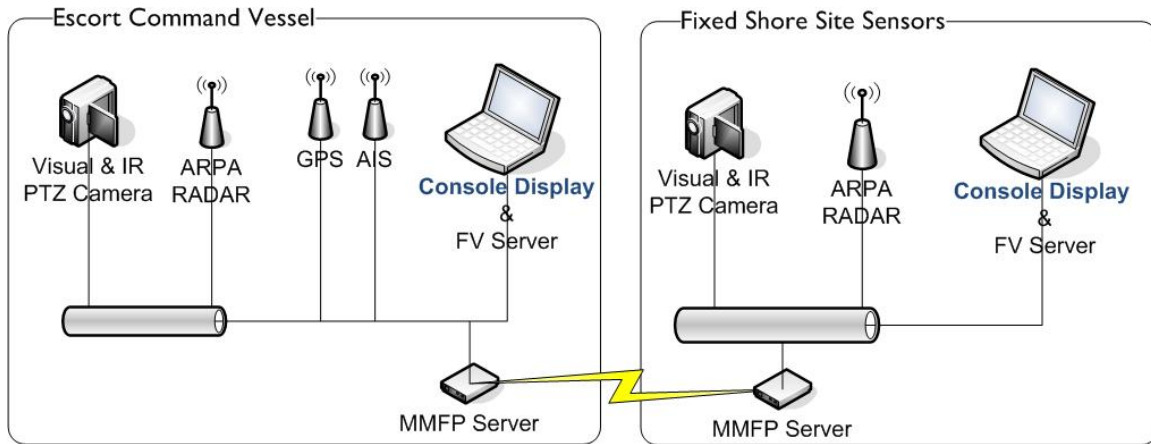 Escort Command Vessel
Visual & IR
PTZ Camera
ARPA
RADAR
GPS
AIS
Console Display
&
FV Server
MMFP Server
Fixed Shore Site Sensors
Visual & IR
PTZ Camera
ARPA
RADAR
Console Display
&
FV Server
MMFP Server